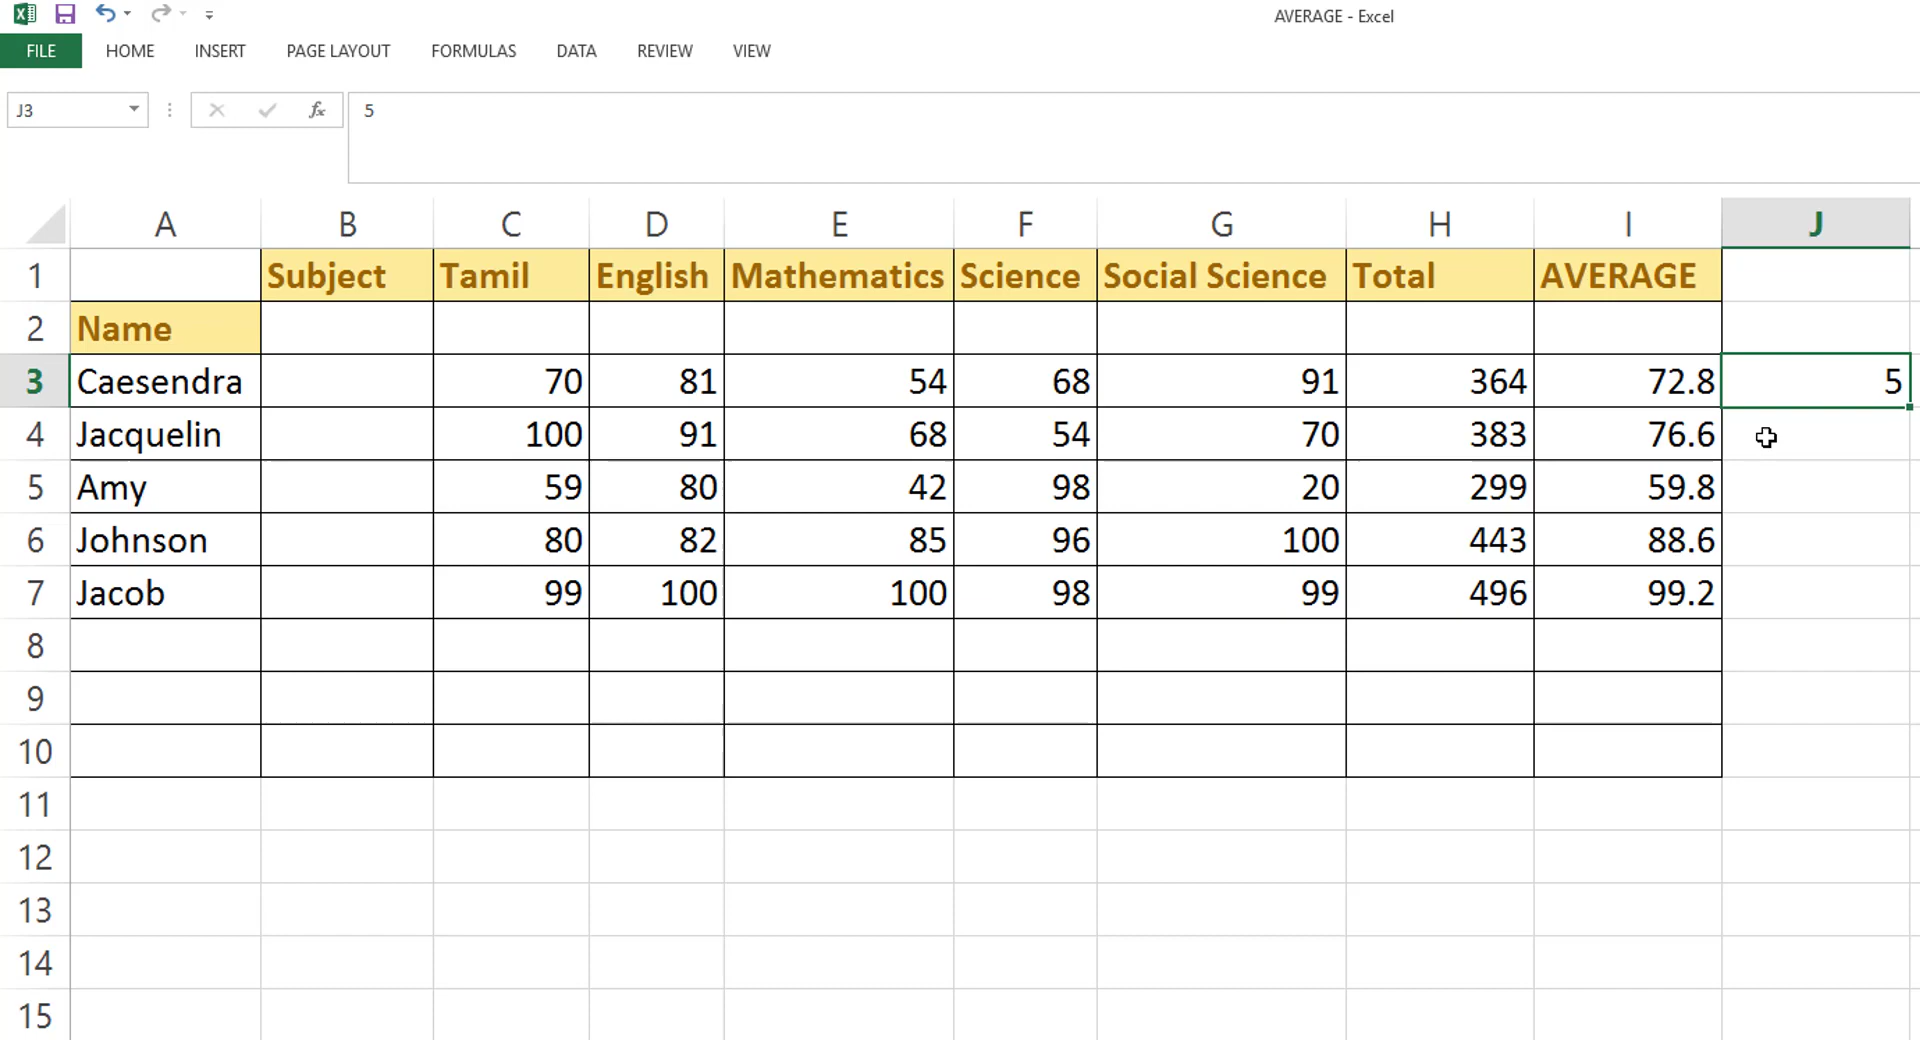 AVERAGE - Excel
FILE HOME INSERT PAGE LAYOUT FORMULAS DATA REVIEW VIEW
J3 fx 5
A B C D E F G H I J
1 Subject Tamil English Mathematics Science Social Science Total AVERAGE
2 Name
3 Caesendra 70 81 54 68 91 364 72.8 5
4 Jacquelin 100 91 68 54 70 383 76.6
5 Amy 59 80 42 98 20 299 59.8
6 Johnson 80 82 85 96 100 443 88.6
7 Jacob 99 100 100 98 99 496 99.2
8
9
10
11
12
13
14
15